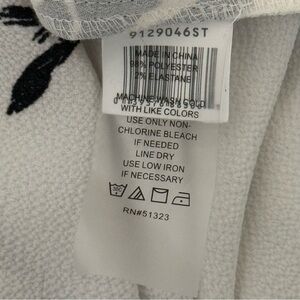 9129046ST
MADE IN CHINA
98% POLYESTER
2% ELASTANE
MACHINE WASH COLD
WITH LIKE COLORS
USE ONLY NON-
CHLORINE BLEACH
IF NEEDED
LINE DRY
USE LOW IRON
IF NECESSARY
RN#51323